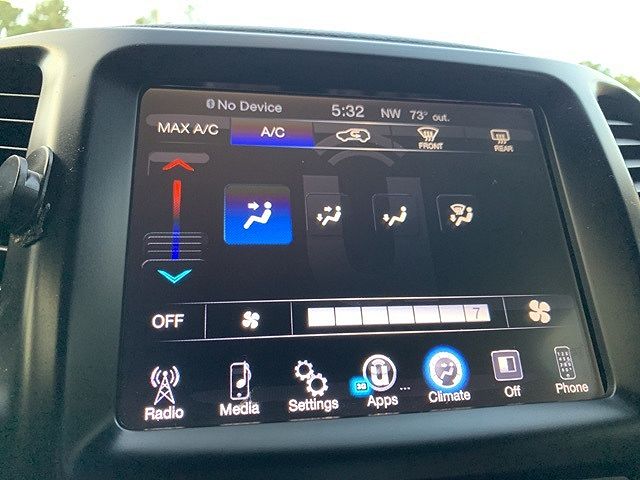 No Device 5:32 NW 73° out.
MAX A/C A/C FRONT REAR
OFF 7
3G
Radio Media Settings Apps... Climate Off Phone